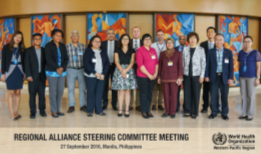 REGIONAL ALLIANCE STEERING COMMITTEE MEETING
27 September 2016, Manila, Philippines
World Health
Organization
Western Pacific Region